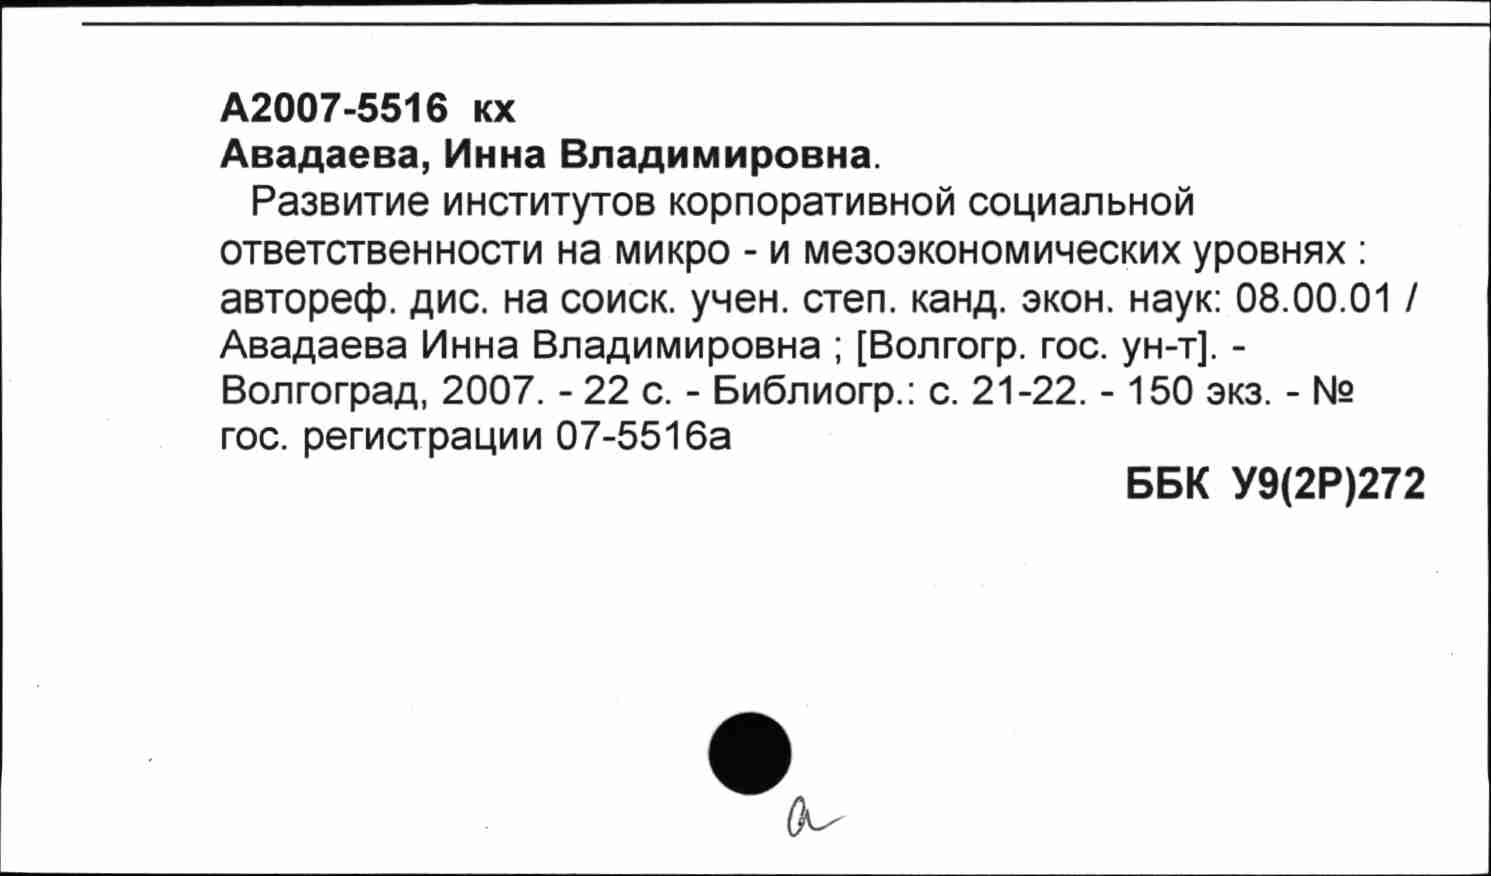 А2007-5516 кх
Авадаева, Инна Владимировна.
Развитие институтов корпоративной социальной
ответственности на микро - и мезоэкономических уровнях :
автореф. дис. на соиск. учен. степ. канд. экон. наук: 08.00.01 /
Авадаева Инна Владимировна ; [Волгогр. гос. ун-т]. -
Волгоград, 2007. - 22 с. - Библиогр.: с. 21-22. - 150 экз. - №
гос. регистрации 07-5516а
ББК У9(2Р)272
а